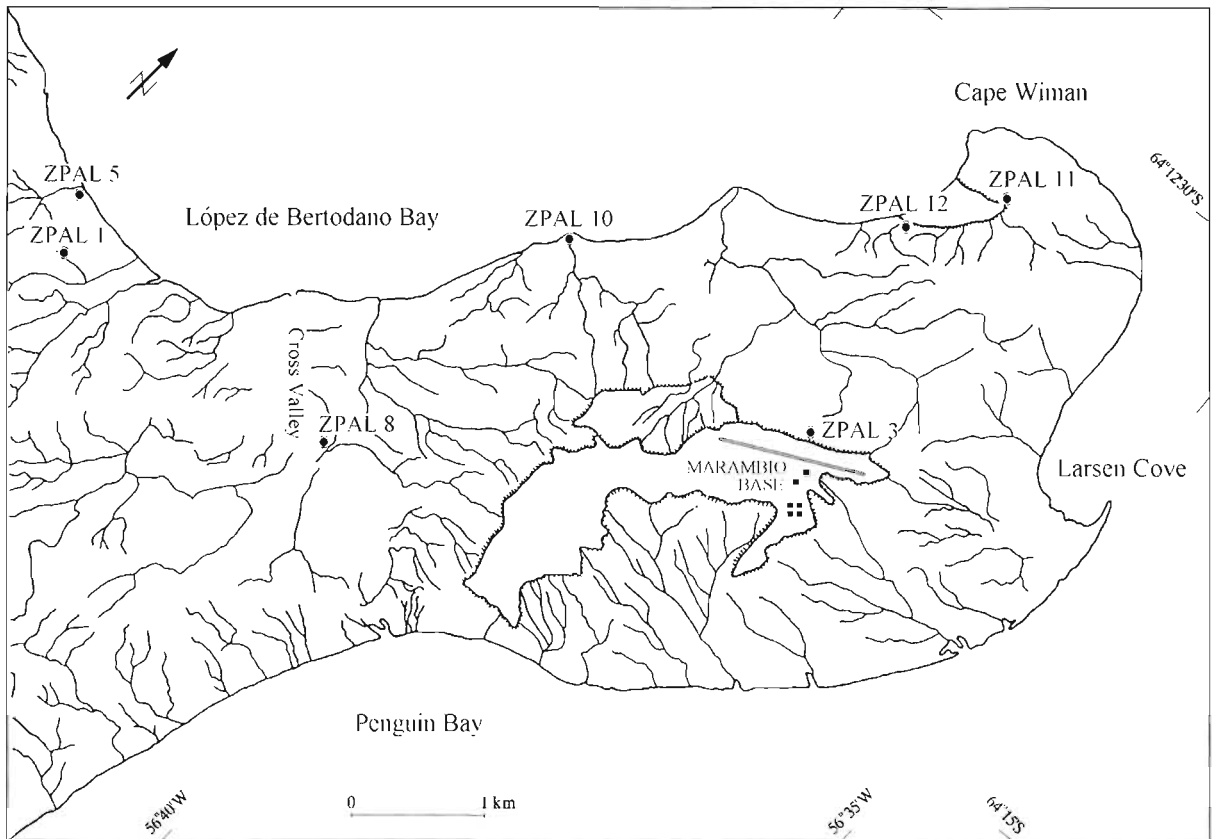 N
Cape Wiman
64°12'30"S
ZPAL 5
ZPAL 11
López de Bertodano Bay
ZPAL 12
ZPAL 10
ZPAL 1
Cross Valley
ZPAL 8
ZPAL 3
MARAMBIO
BASE
Larsen Cove
Penguin Bay
0 1 km
56°40'W
56°35'W
64°15'S